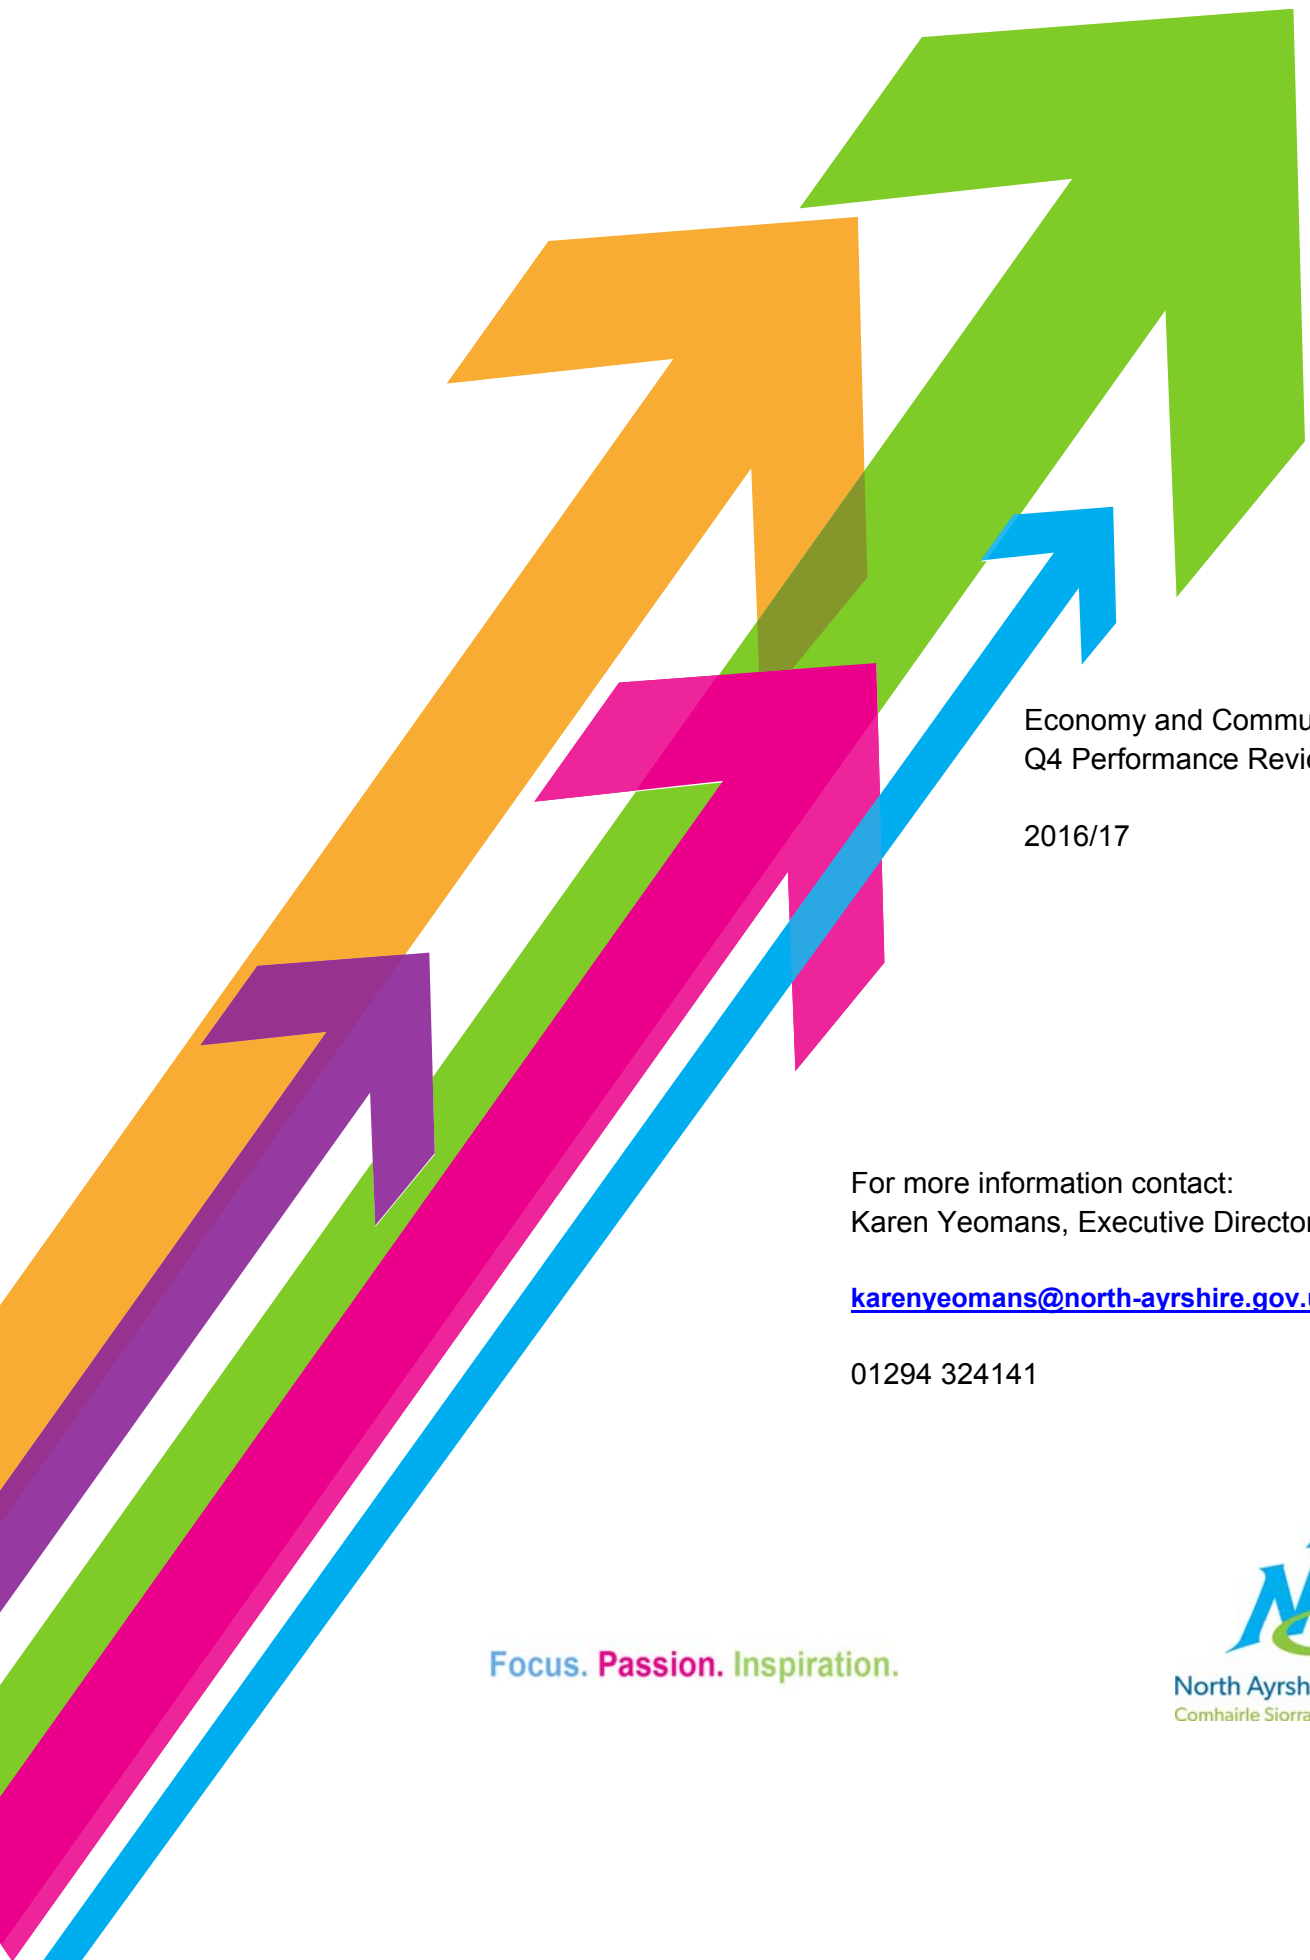 Economy and Commu
Q4 Performance Revi
2016/17
For more information contact:
Karen Yeomans, Executive Director
karenyeomans@north-ayrshire.gov.u
01294 324141
Focus. Passion. Inspiration.
North Ayrsh
Comhairle Siorra